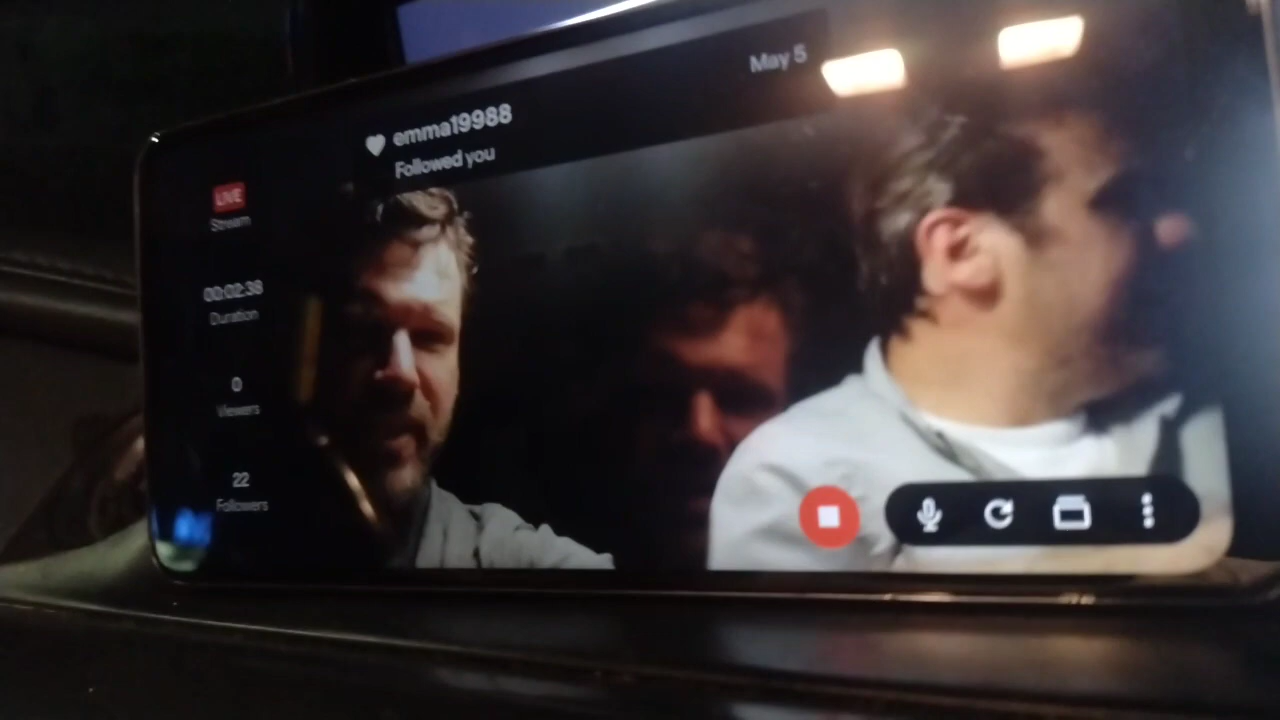 May 5
emma19988
Followed you
LIVE
Stream
00:02:38
Duration
0
Viewers
22
Followers